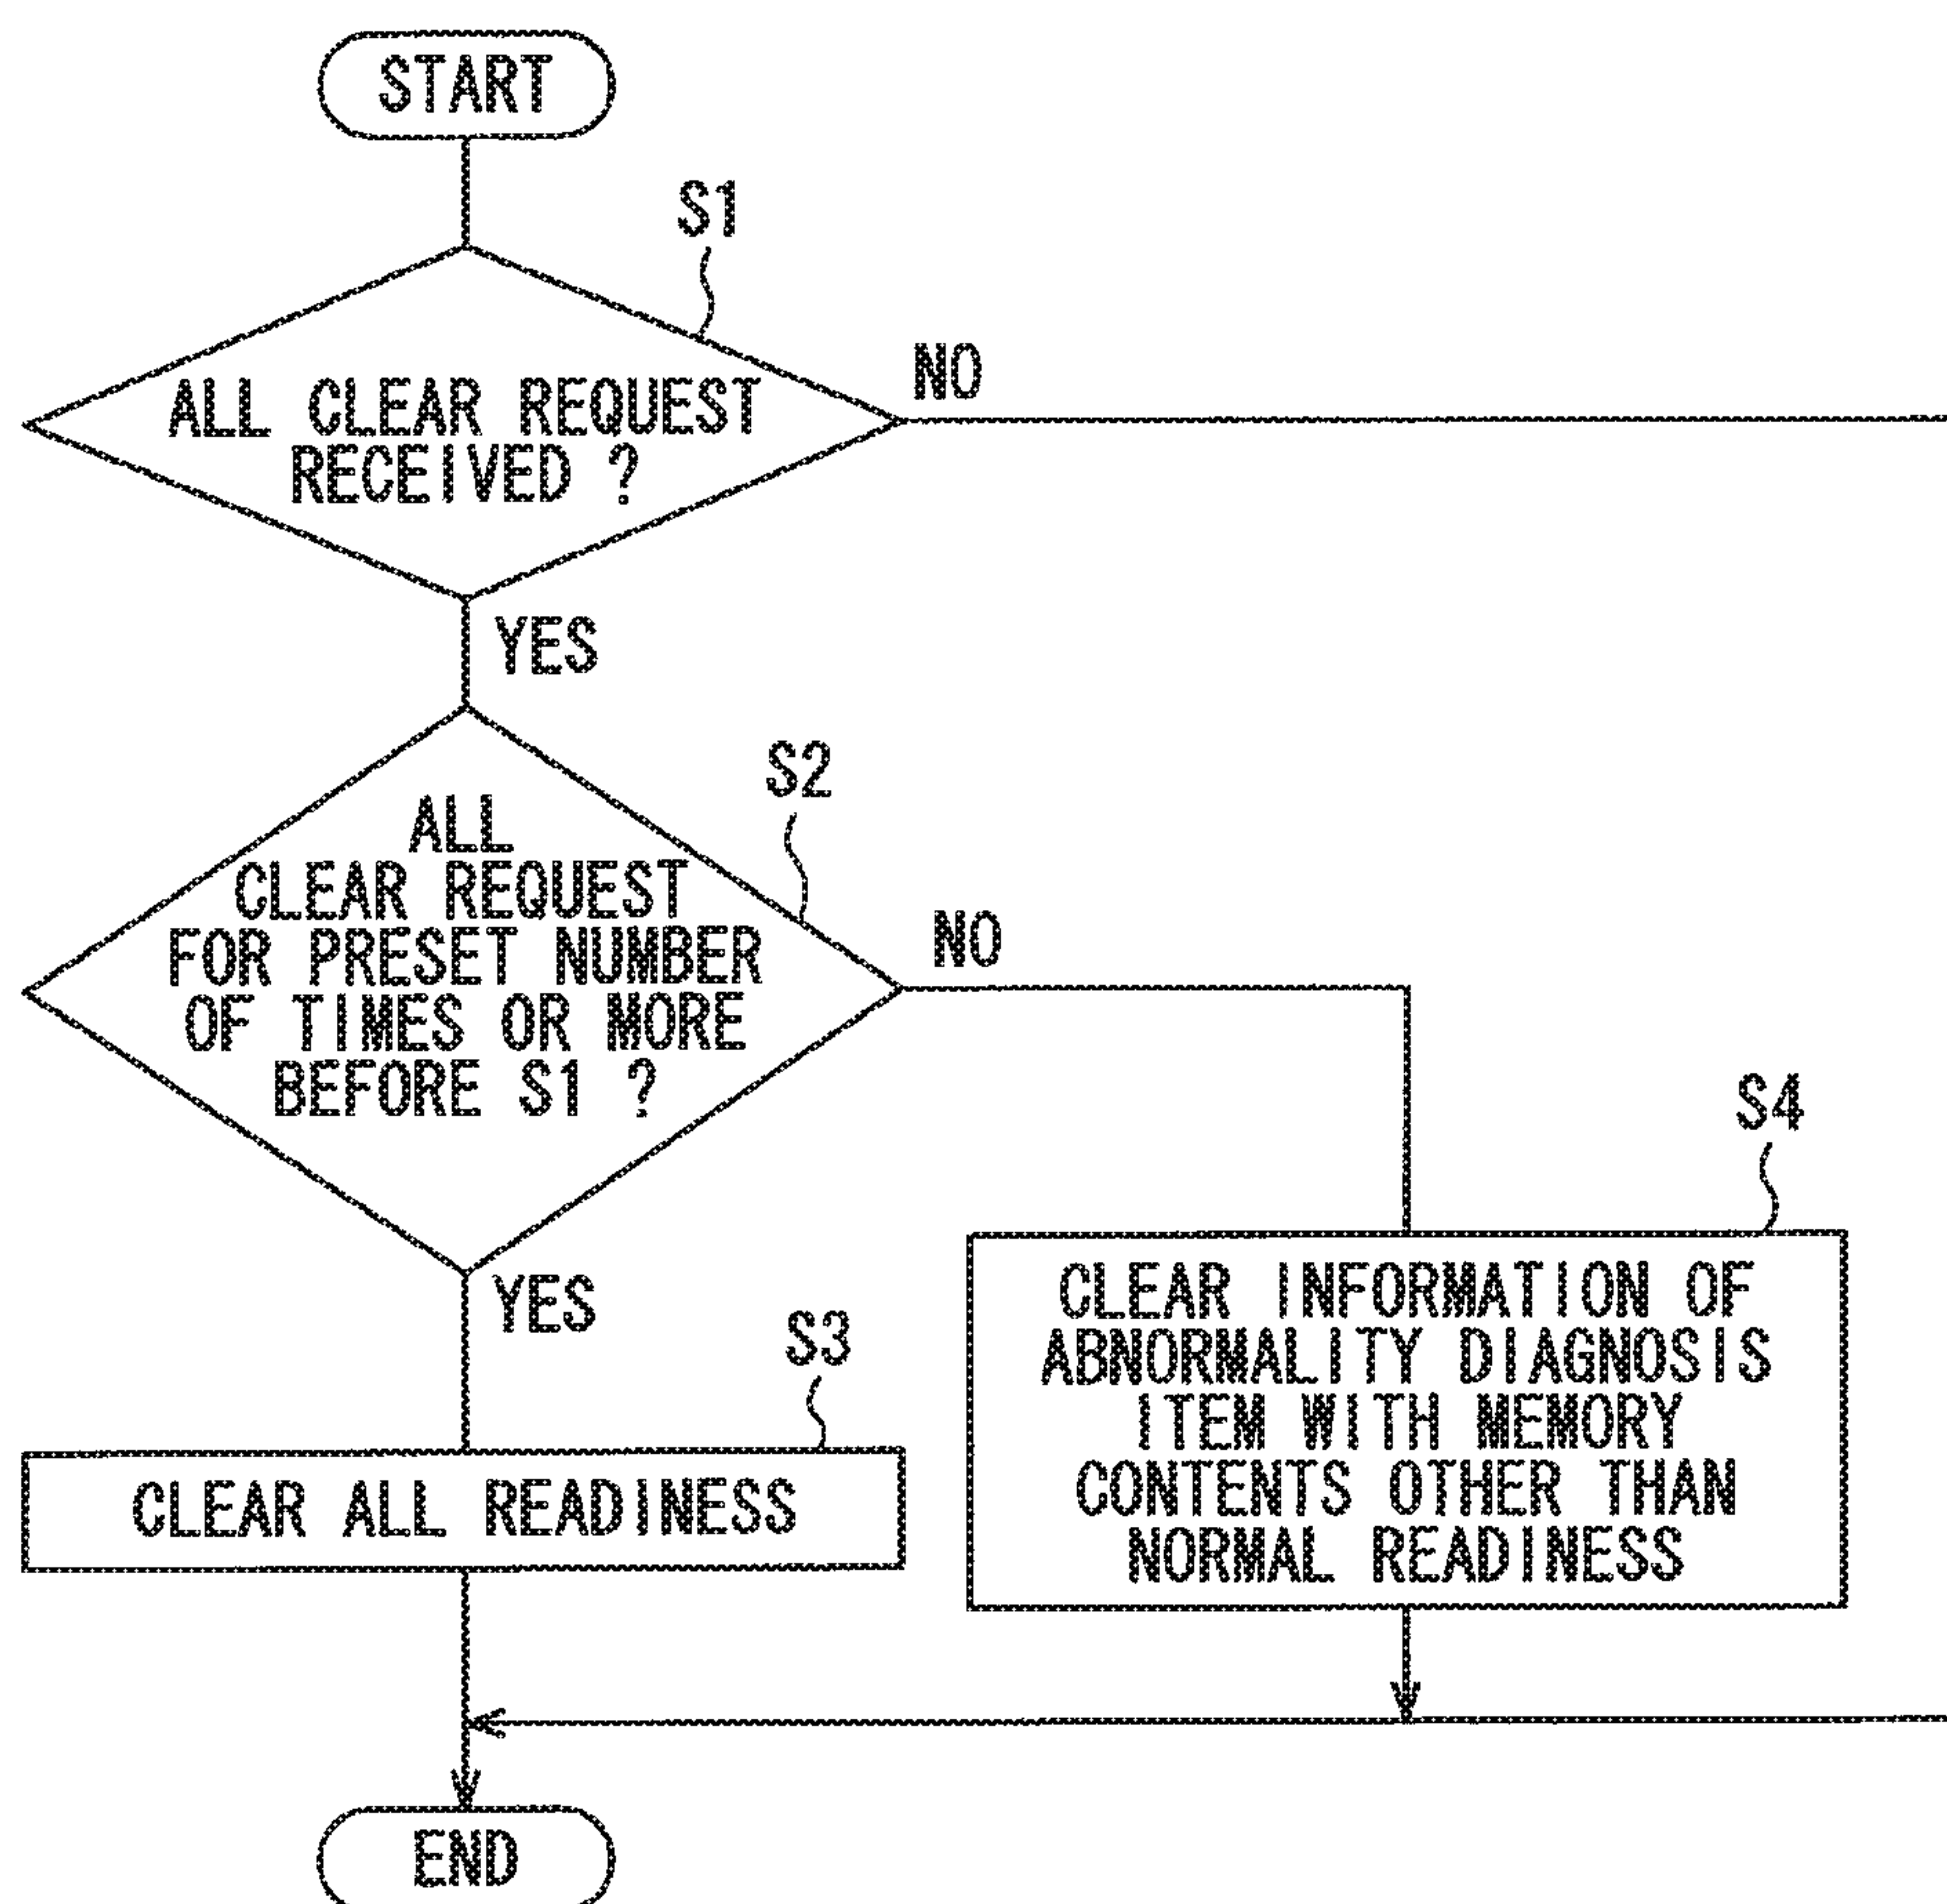 START
S1
ALL CLEAR REQUEST
RECEIVED ?
NO
YES
S2
ALL
CLEAR REQUEST
FOR PRESET NUMBER
OF TIMES OR MORE
BEFORE S1 ?
NO
YES
S3
CLEAR ALL READINESS
S4
CLEAR INFORMATION OF
ABNORMALITY DIAGNOSIS
ITEM WITH MEMORY
CONTENTS OTHER THAN
NORMAL READINESS
END